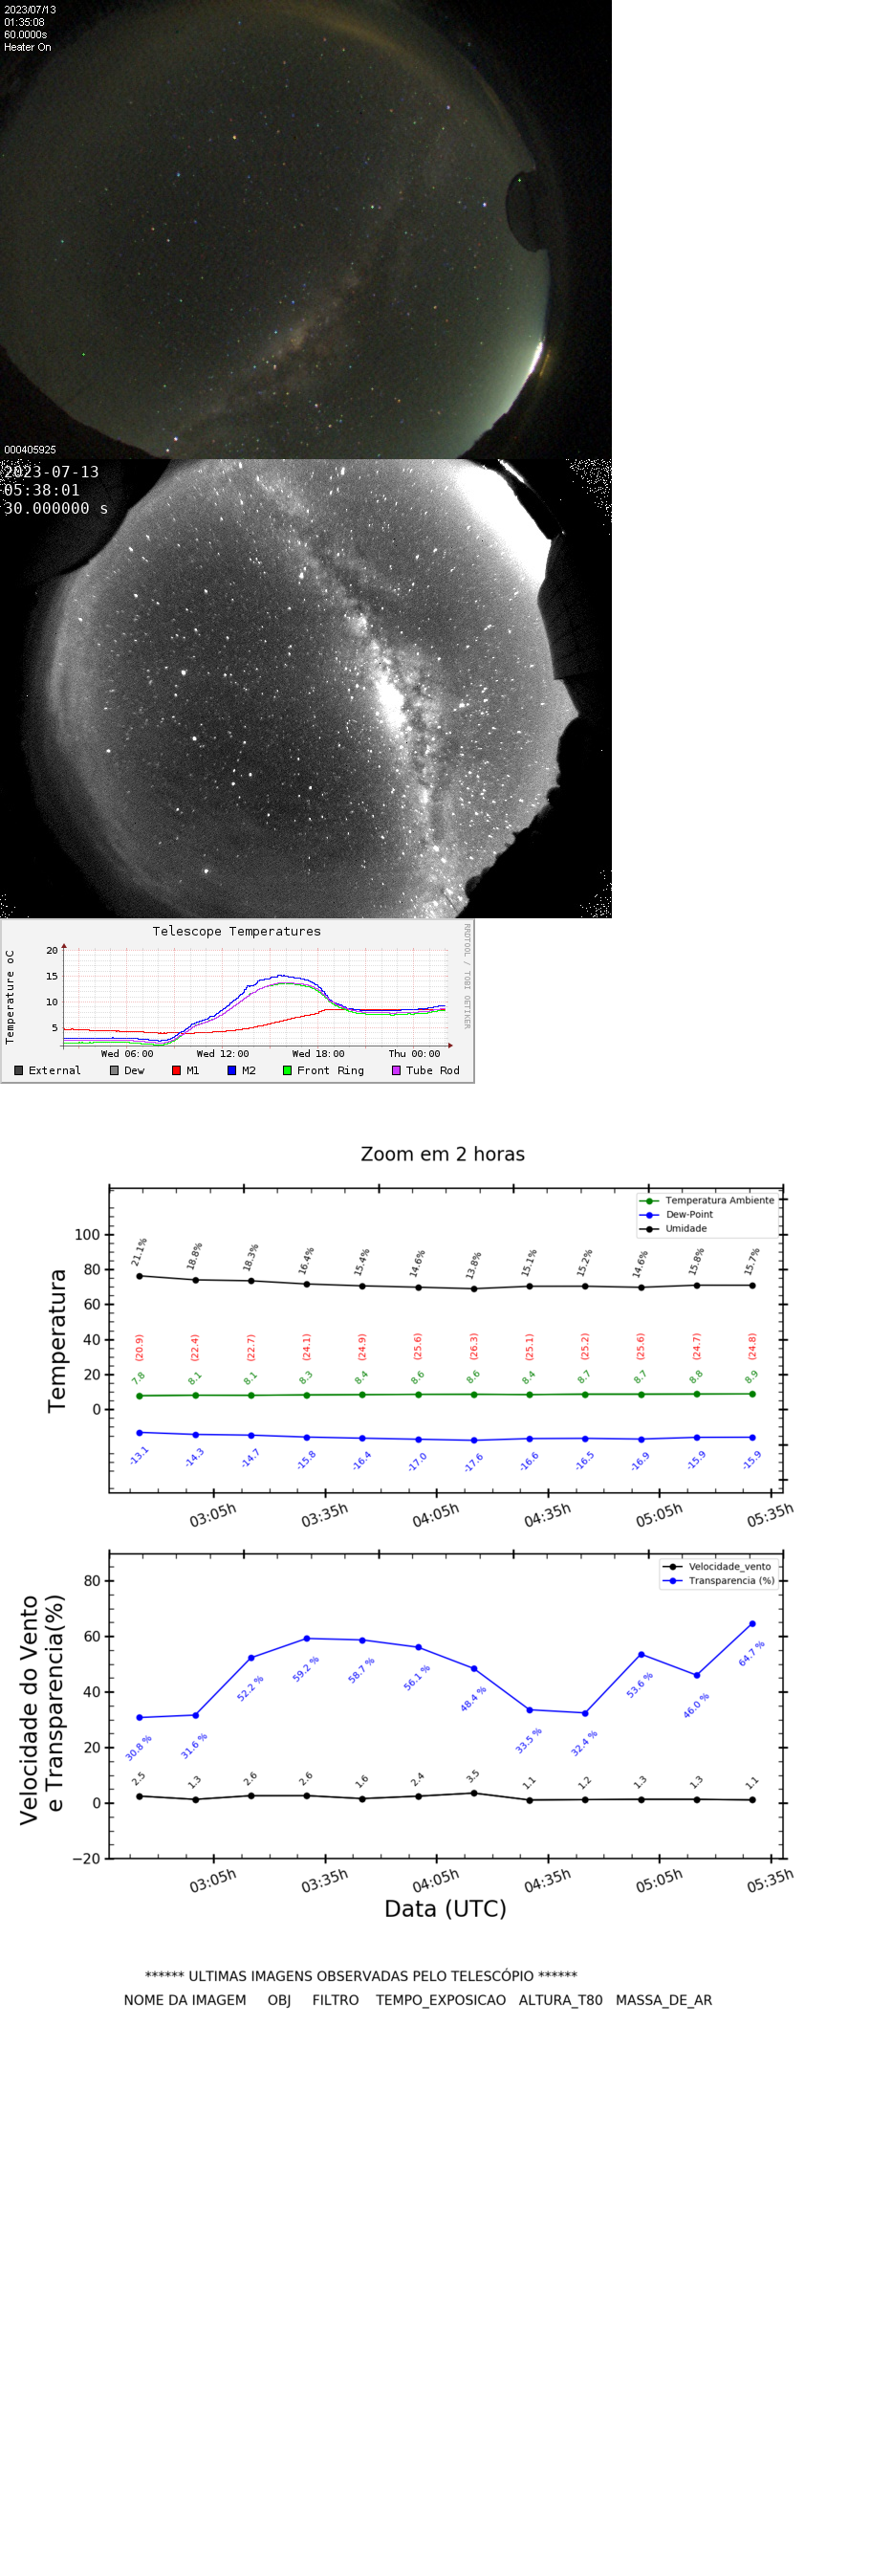 2023/07/13
01:35:08
60.0000s
Heater On
000405925
2023-07-13
05:38:01
30.000000 s
Telescope Temperatures
RRDTOOL / TOBI OETIKER
Temperature oC
20
15
10
5
Wed 06:00 Wed 12:00 Wed 18:00 Thu 00:00
External Dew M1 M2 Front Ring Tube Rod
Zoom em 2 horas
Temperatura Ambiente
Dew-Point
Umidade
Temperatura
100
80
60
40
20
0
21.1% 18.8% 18.3% 16.4% 15.4% 14.6% 13.8% 15.1% 15.2% 14.6% 15.8% 15.7%
(20.9) (22.4) (22.7) (24.1) (24.9) (25.6) (26.3) (25.1) (25.2) (25.6) (24.7) (24.8)
7.8 8.1 8.1 8.3 8.4 8.6 8.6 8.4 8.7 8.7 8.8 8.9
-13.1 -14.3 -14.7 -15.8 -16.4 -17.0 -17.6 -16.6 -16.5 -16.9 -15.9 -15.9
03:05h 03:35h 04:05h 04:35h 05:05h 05:35h
Velocidade_vento
Transparencia (%)
Velocidade do Vento
e Transparencia(%)
80
60
40
20
0
−20
30.8 % 31.6 % 52.2 % 59.2 % 58.7 % 56.1 % 48.4 % 33.5 % 32.4 % 53.6 % 46.0 % 64.7 %
2.5 1.3 2.6 2.6 1.6 2.4 3.5 1.1 1.2 1.3 1.3 1.1
03:05h 03:35h 04:05h 04:35h 05:05h 05:35h
Data (UTC)
****** ULTIMAS IMAGENS OBSERVADAS PELO TELESCÓPIO ******
NOME DA IMAGEM OBJ FILTRO TEMPO_EXPOSICAO ALTURA_T80 MASSA_DE_AR